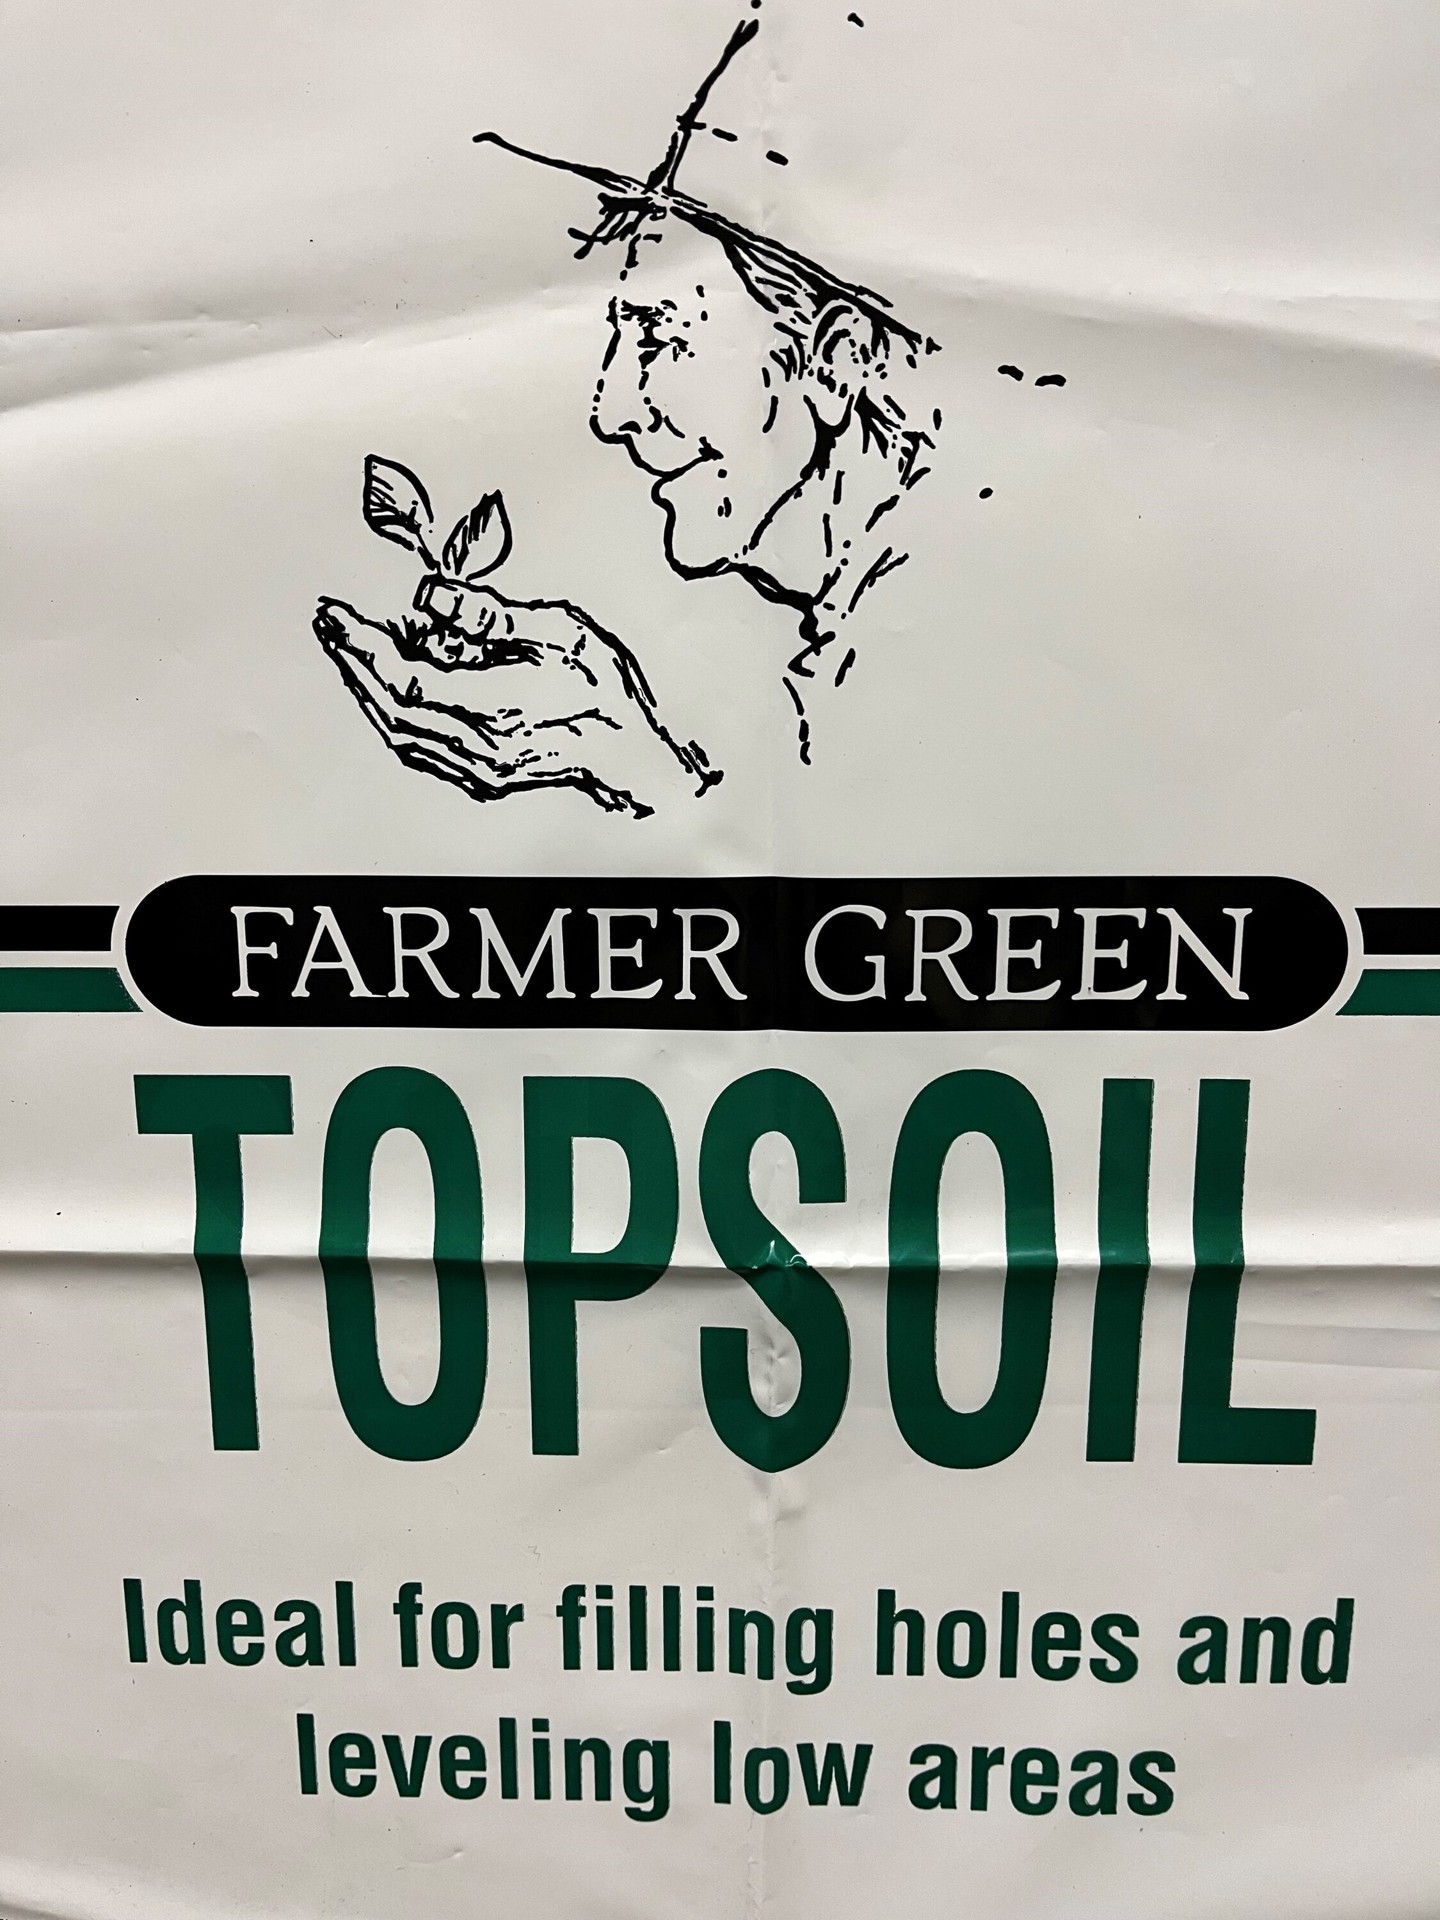 FARMER GREEN
TOPSOIL
Ideal for filling holes and
leveling low areas